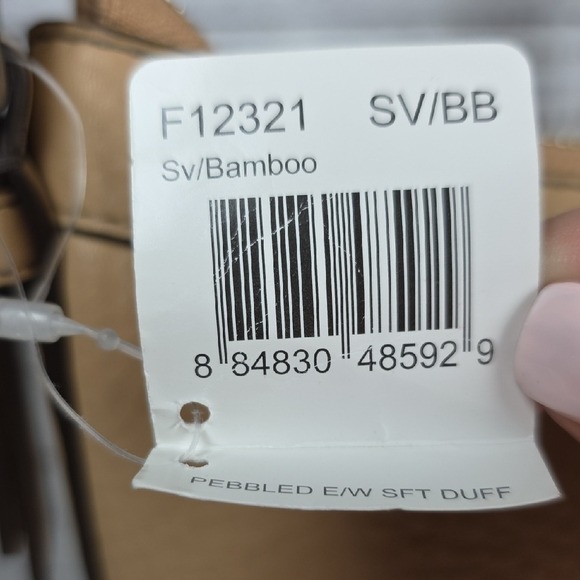 F12321 SV/BB
Sv/Bamboo
8 84830 48592 9
PEBBLED E/W SFT DUFF